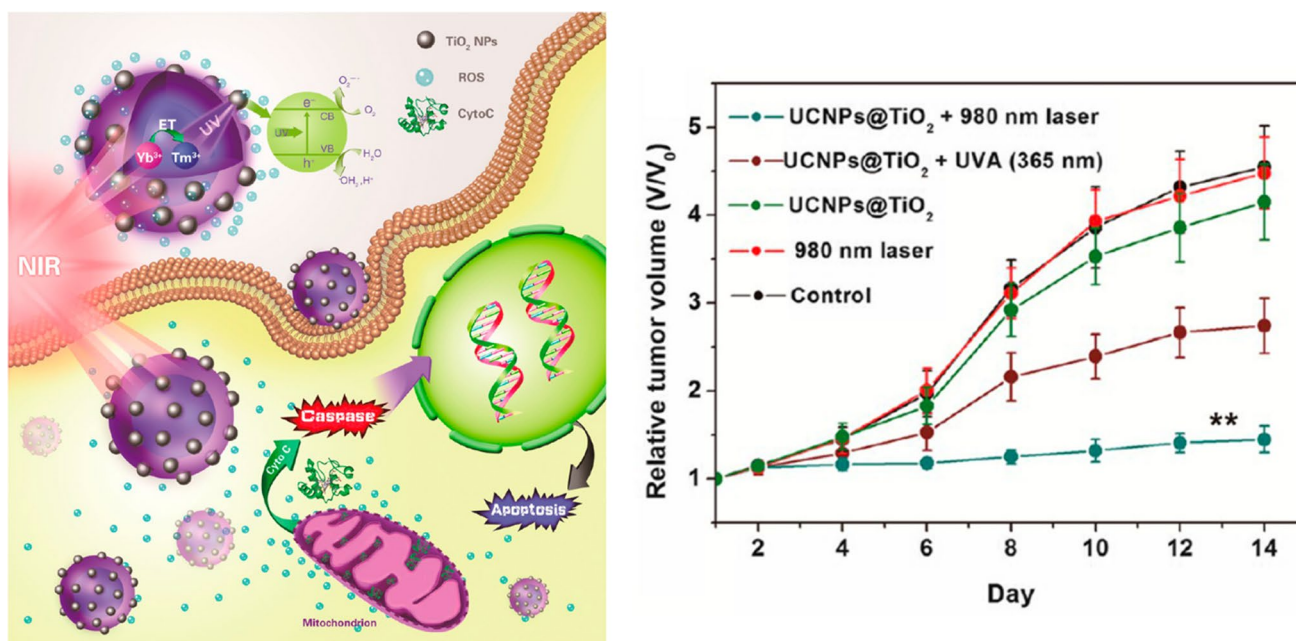 TiO₂ NPs
ROS
CytoC
ET
UV
Yb³⁺
Tm³⁺
e⁻
CB
UV
VB
h⁺
O₂
H₂O
NIR
Caspase
Cyto C
Apoptosis
Mitochondrion
UCNPs@TiO₂ + 980 nm laser
UCNPs@TiO₂ + UVA (365 nm)
UCNPs@TiO₂
980 nm laser
Control
**
Relative tumor volume (V/V₀)
5
4
3
2
1
2
4
6
8
10
12
14
Day